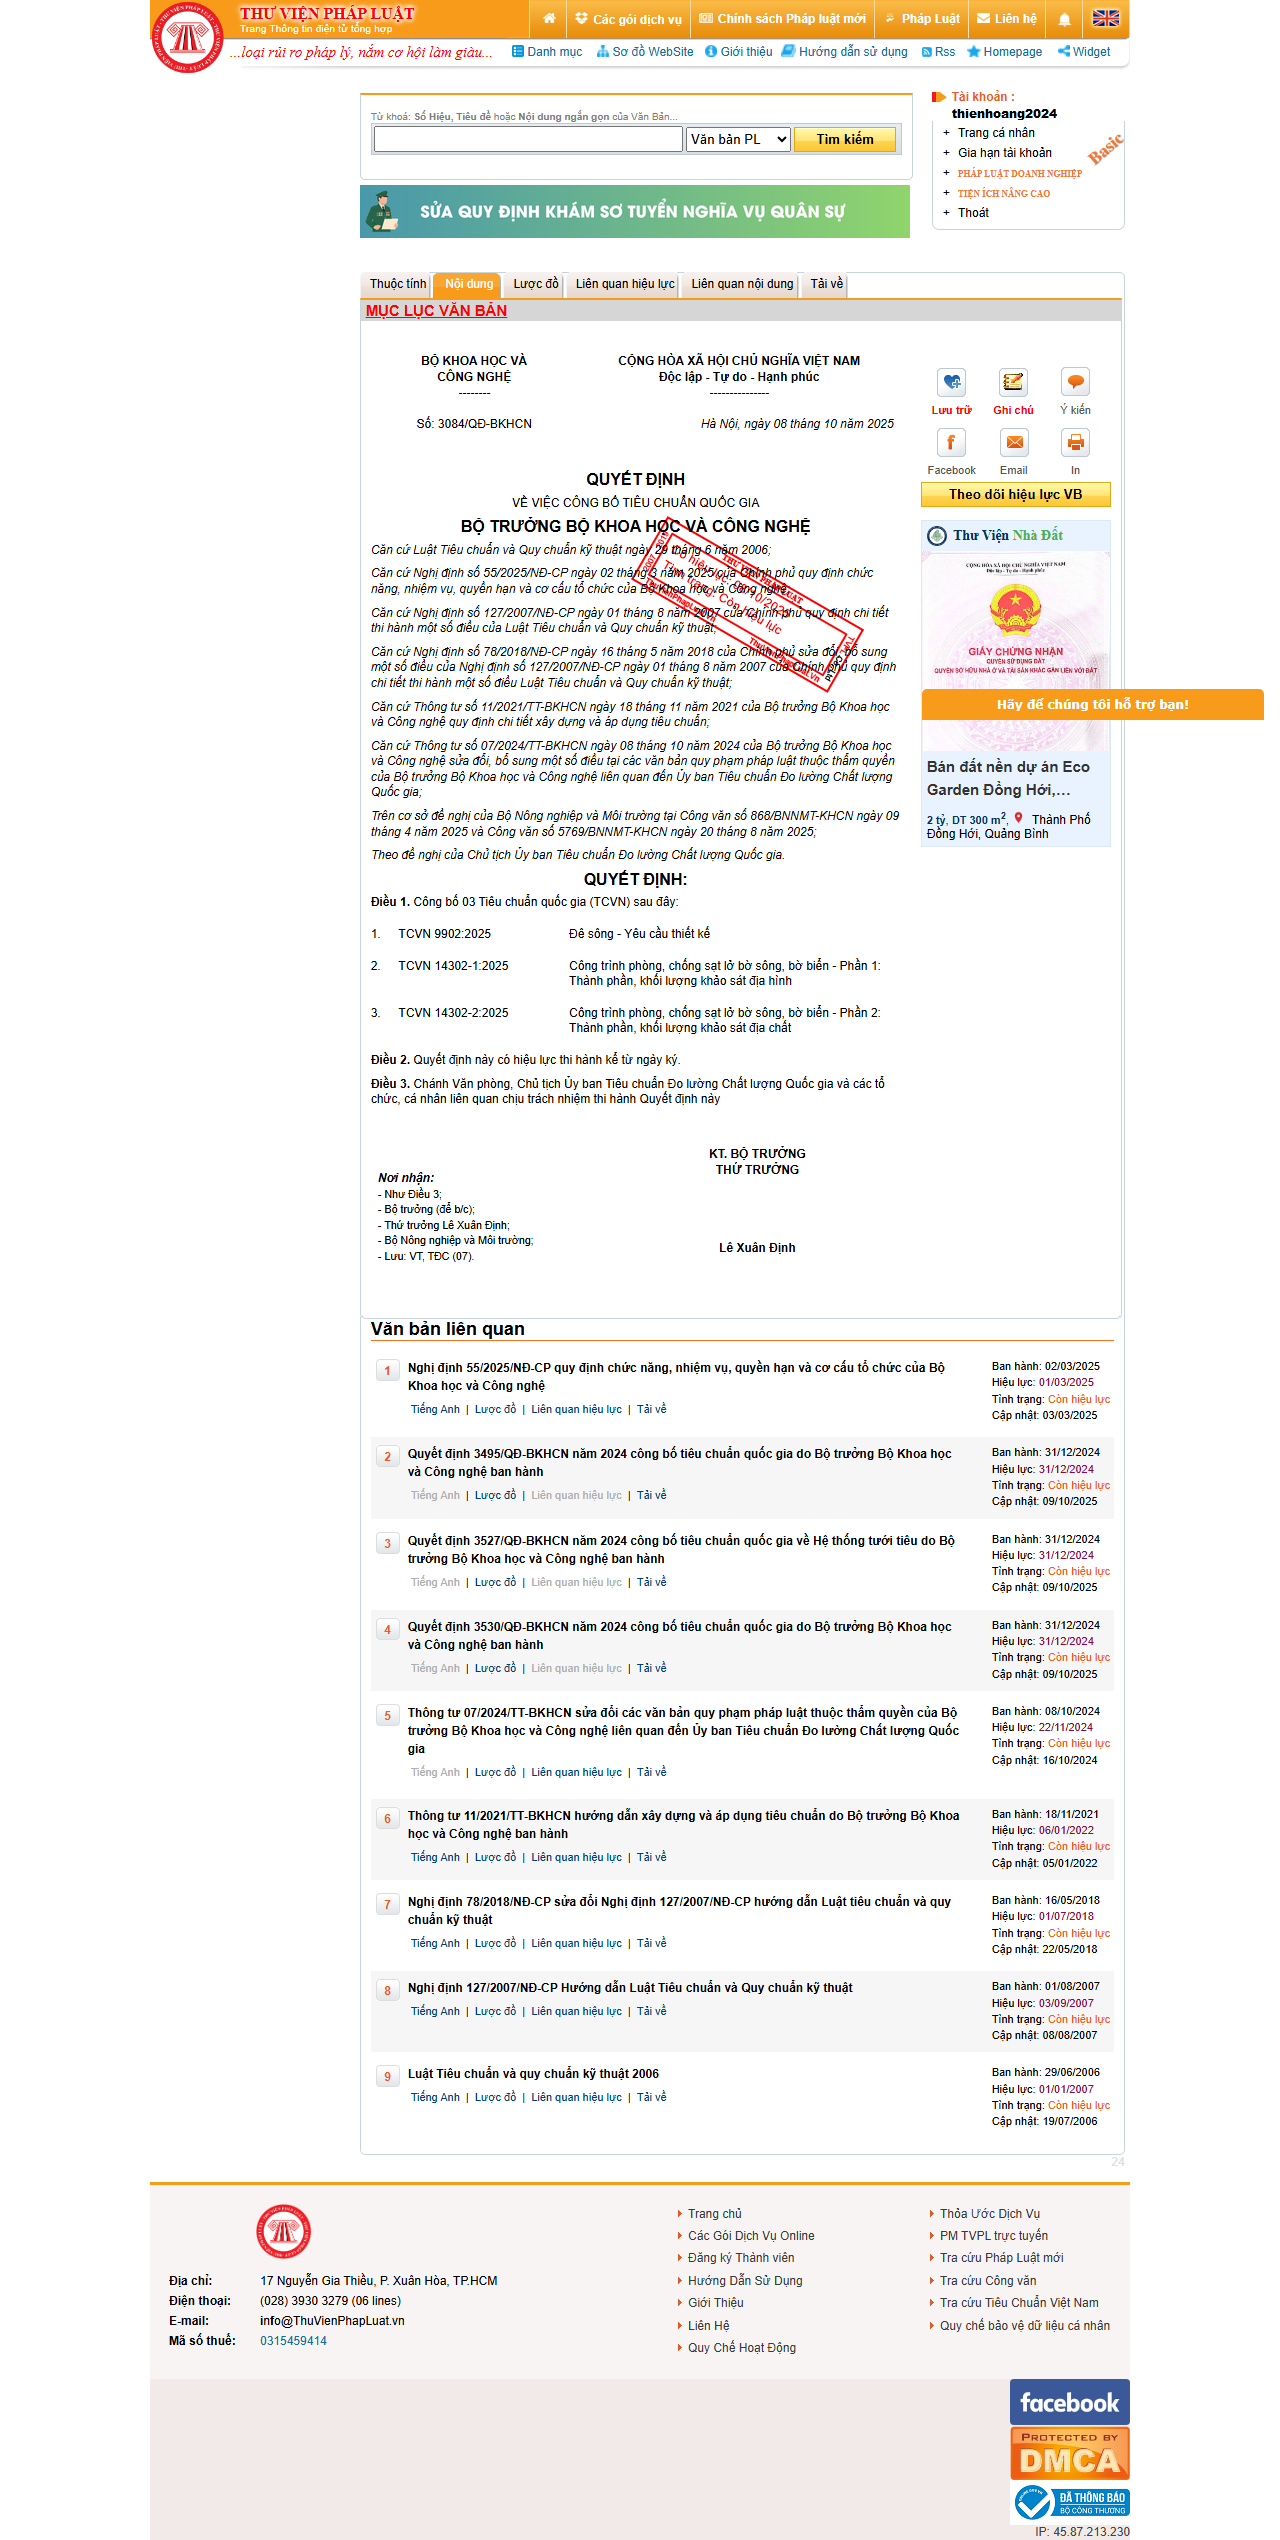 THƯ VIỆN PHÁP LUẬT
Trang Thông tin điện tử tổng hợp
Các gói dịch vụ
Chính sách Pháp luật mới
Pháp Luật
Liên hệ
...loại rủi ro pháp lý, nắm cơ hội làm giàu...
Danh mục
Sơ đồ WebSite
Giới thiệu
Hướng dẫn sử dụng
Rss
Homepage
Widget
Từ khoá: Số Hiệu, Tiêu đề hoặc Nội dung ngắn gọn của Văn Bản...
Văn bản PL
Tìm kiếm
Tài khoản :
thienhoang2024
+ Trang cá nhân
+ Gia hạn tài khoản
+ PHÁP LUẬT DOANH NGHIỆP
+ TIỆN ÍCH NÂNG CAO
+ Thoát
Basic
SỬA QUY ĐỊNH KHÁM SƠ TUYỂN NGHĨA VỤ QUÂN SỰ
Thuộc tính
Nội dung
Lược đồ
Liên quan hiệu lực
Liên quan nội dung
Tải về
MỤC LỤC VĂN BẢN
BỘ KHOA HỌC VÀ
CÔNG NGHỆ
--------
CỘNG HÒA XÃ HỘI CHỦ NGHĨA VIỆT NAM
Độc lập - Tự do - Hạnh phúc
---------------
Số: 3084/QĐ-BKHCN
Hà Nội, ngày 08 tháng 10 năm 2025
QUYẾT ĐỊNH
VỀ VIỆC CÔNG BỐ TIÊU CHUẨN QUỐC GIA
BỘ TRƯỞNG BỘ KHOA HỌC VÀ CÔNG NGHỆ
Căn cứ Luật Tiêu chuẩn và Quy chuẩn kỹ thuật ngày 29 tháng 6 năm 2006;
Căn cứ Nghị định số 55/2025/NĐ-CP ngày 02 tháng 3 năm 2025 của Chính phủ quy định chức
năng, nhiệm vụ, quyền hạn và cơ cấu tổ chức của Bộ Khoa học và Công nghệ;
Căn cứ Nghị định số 127/2007/NĐ-CP ngày 01 tháng 8 năm 2007 của Chính phủ quy định chi tiết
thi hành một số điều của Luật Tiêu chuẩn và Quy chuẩn kỹ thuật;
Căn cứ Nghị định số 78/2018/NĐ-CP ngày 16 tháng 5 năm 2018 của Chính phủ sửa đổi, bổ sung
một số điều của Nghị định số 127/2007/NĐ-CP ngày 01 tháng 8 năm 2007 của Chính phủ quy định
chi tiết thi hành một số điều Luật Tiêu chuẩn và Quy chuẩn kỹ thuật;
Căn cứ Thông tư số 11/2021/TT-BKHCN ngày 18 tháng 11 năm 2021 của Bộ trưởng Bộ Khoa học
và Công nghệ quy định chi tiết xây dựng và áp dụng tiêu chuẩn;
Căn cứ Thông tư số 07/2024/TT-BKHCN ngày 08 tháng 10 năm 2024 của Bộ trưởng Bộ Khoa học
và Công nghệ sửa đổi, bổ sung một số điều tại các văn bản quy phạm pháp luật thuộc thẩm quyền
của Bộ trưởng Bộ Khoa học và Công nghệ liên quan đến Ủy ban Tiêu chuẩn Đo lường Chất lượng
Quốc gia;
Trên cơ sở đề nghị của Bộ Nông nghiệp và Môi trường tại Công văn số 868/BNNMT-KHCN ngày 09
tháng 4 năm 2025 và Công văn số 5769/BNNMT-KHCN ngày 20 tháng 8 năm 2025;
Theo đề nghị của Chủ tịch Ủy ban Tiêu chuẩn Đo lường Chất lượng Quốc gia.
THƯ VIỆN PHÁP LUẬT
Có hiệu lực: 08/10/2025
Tình trạng: Còn hiệu lực
QUYẾT ĐỊNH:
Điều 1. Công bố 03 Tiêu chuẩn quốc gia (TCVN) sau đây:
1. TCVN 9902:2025 Đê sông - Yêu cầu thiết kế
2. TCVN 14302-1:2025 Công trình phòng, chống sạt lở bờ sông, bờ biển - Phần 1:
Thành phần, khối lượng khảo sát địa hình
3. TCVN 14302-2:2025 Công trình phòng, chống sạt lở bờ sông, bờ biển - Phần 2:
Thành phần, khối lượng khảo sát địa chất
Điều 2. Quyết định này có hiệu lực thi hành kể từ ngày ký.
Điều 3. Chánh Văn phòng, Chủ tịch Ủy ban Tiêu chuẩn Đo lường Chất lượng Quốc gia và các tổ
chức, cá nhân liên quan chịu trách nhiệm thi hành Quyết định này
Nơi nhận:
- Như Điều 3;
- Bộ trưởng (để b/c);
- Thứ trưởng Lê Xuân Định;
- Bộ Nông nghiệp và Môi trường;
- Lưu: VT, TĐC (07).
KT. BỘ TRƯỞNG
THỨ TRƯỞNG
Lê Xuân Định
Lưu trữ
Ghi chú
Ý kiến
Facebook
Email
In
Theo dõi hiệu lực VB
Thư Viện Nhà Đất
CỘNG HÒA XÃ HỘI CHỦ NGHĨA VIỆT NAM
Độc lập - Tự do - Hạnh phúc
GIẤY CHỨNG NHẬN
QUYỀN SỬ DỤNG ĐẤT
QUYỀN SỞ HỮU NHÀ Ở VÀ TÀI SẢN KHÁC GẮN LIỀN VỚI ĐẤT
Hãy để chúng tôi hỗ trợ bạn!
Bán đất nền dự án Eco
Garden Đồng Hới,...
2 tỷ, DT 300 m2, Thành Phố
Đồng Hới, Quảng Bình
Văn bản liên quan
1
Nghị định 55/2025/NĐ-CP quy định chức năng, nhiệm vụ, quyền hạn và cơ cấu tổ chức của Bộ
Khoa học và Công nghệ
Tiếng Anh | Lược đồ | Liên quan hiệu lực | Tải về
Ban hành: 02/03/2025
Hiệu lực: 01/03/2025
Tình trạng: Còn hiệu lực
Cập nhật: 03/03/2025
2
Quyết định 3495/QĐ-BKHCN năm 2024 công bố tiêu chuẩn quốc gia do Bộ trưởng Bộ Khoa học
và Công nghệ ban hành
Tiếng Anh | Lược đồ | Liên quan hiệu lực | Tải về
Ban hành: 31/12/2024
Hiệu lực: 31/12/2024
Tình trạng: Còn hiệu lực
Cập nhật: 09/10/2025
3
Quyết định 3527/QĐ-BKHCN năm 2024 công bố tiêu chuẩn quốc gia về Hệ thống tưới tiêu do Bộ
trưởng Bộ Khoa học và Công nghệ ban hành
Tiếng Anh | Lược đồ | Liên quan hiệu lực | Tải về
Ban hành: 31/12/2024
Hiệu lực: 31/12/2024
Tình trạng: Còn hiệu lực
Cập nhật: 09/10/2025
4
Quyết định 3530/QĐ-BKHCN năm 2024 công bố tiêu chuẩn quốc gia do Bộ trưởng Bộ Khoa học
và Công nghệ ban hành
Tiếng Anh | Lược đồ | Liên quan hiệu lực | Tải về
Ban hành: 31/12/2024
Hiệu lực: 31/12/2024
Tình trạng: Còn hiệu lực
Cập nhật: 09/10/2025
5
Thông tư 07/2024/TT-BKHCN sửa đổi các văn bản quy phạm pháp luật thuộc thẩm quyền của Bộ
trưởng Bộ Khoa học và Công nghệ liên quan đến Ủy ban Tiêu chuẩn Đo lường Chất lượng Quốc
gia
Tiếng Anh | Lược đồ | Liên quan hiệu lực | Tải về
Ban hành: 08/10/2024
Hiệu lực: 22/11/2024
Tình trạng: Còn hiệu lực
Cập nhật: 16/10/2024
6
Thông tư 11/2021/TT-BKHCN hướng dẫn xây dựng và áp dụng tiêu chuẩn do Bộ trưởng Bộ Khoa
học và Công nghệ ban hành
Tiếng Anh | Lược đồ | Liên quan hiệu lực | Tải về
Ban hành: 18/11/2021
Hiệu lực: 06/01/2022
Tình trạng: Còn hiệu lực
Cập nhật: 05/01/2022
7
Nghị định 78/2018/NĐ-CP sửa đổi Nghị định 127/2007/NĐ-CP hướng dẫn Luật tiêu chuẩn và quy
chuẩn kỹ thuật
Tiếng Anh | Lược đồ | Liên quan hiệu lực | Tải về
Ban hành: 16/05/2018
Hiệu lực: 01/07/2018
Tình trạng: Còn hiệu lực
Cập nhật: 22/05/2018
8
Nghị định 127/2007/NĐ-CP Hướng dẫn Luật Tiêu chuẩn và Quy chuẩn kỹ thuật
Tiếng Anh | Lược đồ | Liên quan hiệu lực | Tải về
Ban hành: 01/08/2007
Hiệu lực: 03/09/2007
Tình trạng: Còn hiệu lực
Cập nhật: 08/08/2007
9
Luật Tiêu chuẩn và quy chuẩn kỹ thuật 2006
Tiếng Anh | Lược đồ | Liên quan hiệu lực | Tải về
Ban hành: 29/06/2006
Hiệu lực: 01/01/2007
Tình trạng: Còn hiệu lực
Cập nhật: 19/07/2006
24
Địa chỉ: 17 Nguyễn Gia Thiều, P. Xuân Hòa, TP.HCM
Điện thoại: (028) 3930 3279 (06 lines)
E-mail: info@ThuVienPhapLuat.vn
Mã số thuế: 0315459414
Trang chủ
Các Gói Dịch Vụ Online
Đăng ký Thành viên
Hướng Dẫn Sử Dụng
Giới Thiệu
Liên Hệ
Quy Chế Hoạt Động
Thỏa Ước Dịch Vụ
PM TVPL trực tuyến
Tra cứu Pháp Luật mới
Tra cứu Công văn
Tra cứu Tiêu Chuẩn Việt Nam
Quy chế bảo vệ dữ liệu cá nhân
facebook
PROTECTED BY
DMCA
ĐÃ THÔNG BÁO
BỘ CÔNG THƯƠNG
IP: 45.87.213.230